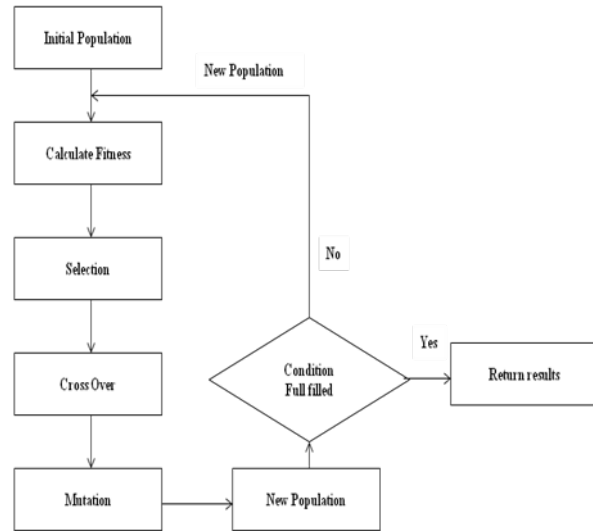 Initial Population
New Population
Calculate Fitness
Selection
No
Yes
Condition
Full filled
Return results
Cross Over
Mutation
New Population